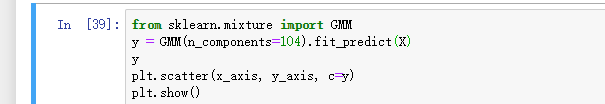 In [39]: from sklearn.mixture import GMM
y = GMM(n_components=104).fit_predict(X)
y
plt.scatter(x_axis, y_axis, c=y)
plt.show()